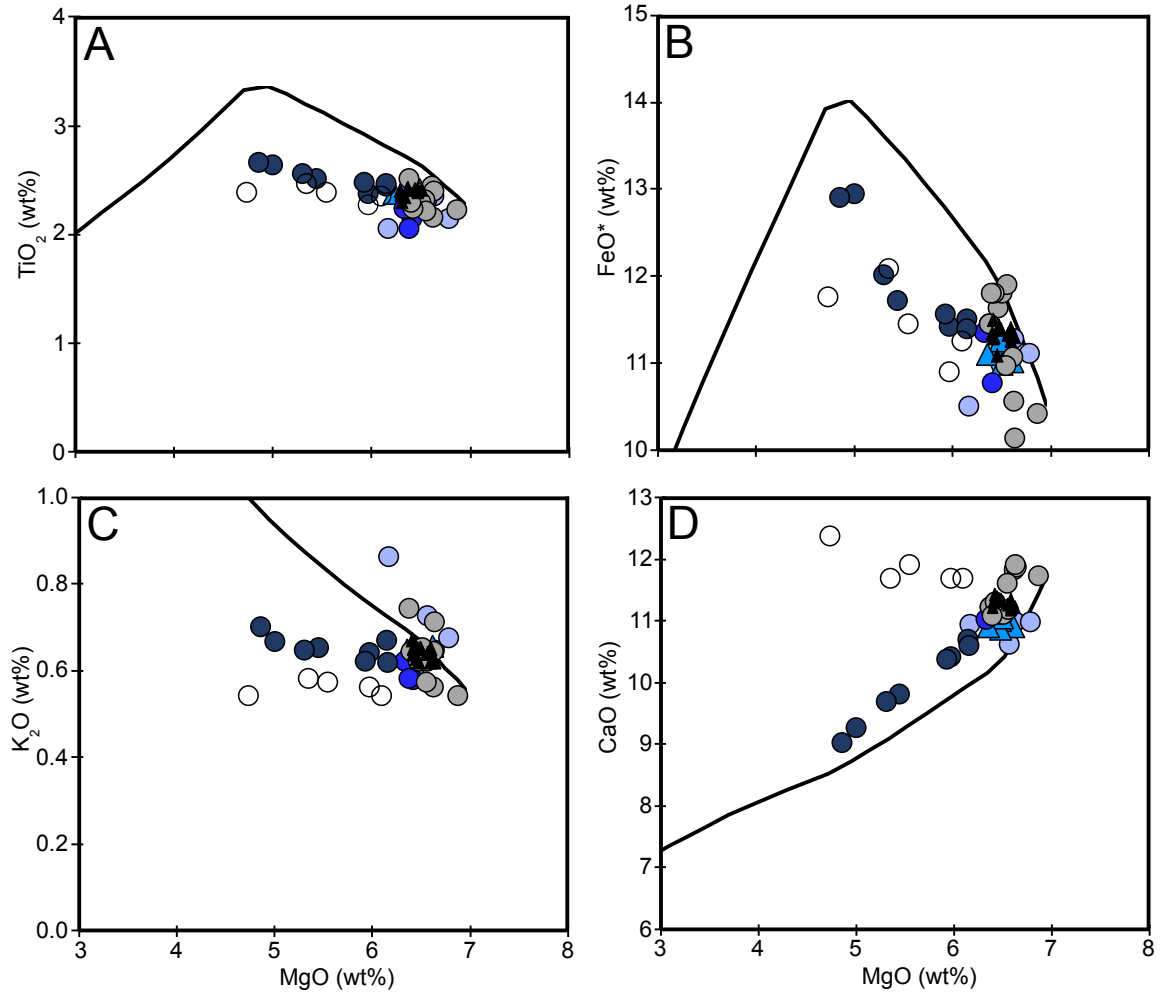 A
4
3
2
1
0
TiO₂ (wt%)
B
15
14
13
12
11
10
FeO* (wt%)
C
1.0
0.8
0.6
0.4
0.2
0.0
K₂O (wt%)
3 4 5 6 7 8
MgO (wt%)
D
13
12
11
10
9
8
7
6
CaO (wt%)
3 4 5 6 7 8
MgO (wt%)